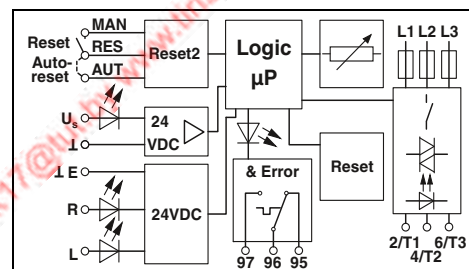 MAN
L1 L2 L3
Reset
RES
Auto-
reset
AUT
Reset2
Logic
µP
Us
24
VDC
⊥
⊥ E
R
L
24VDC
& Error
Reset
97 96 95
2/T1 6/T3
4/T2